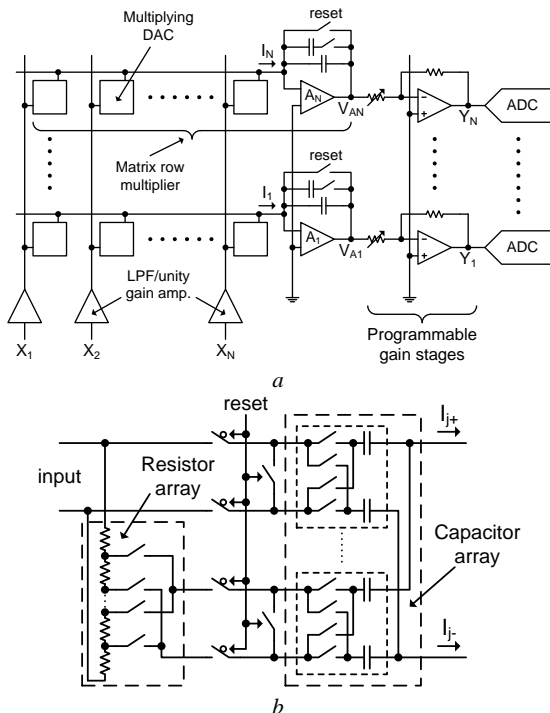 Multiplying
DAC
reset
I_N
A_N
V_AN
Y_N
ADC
Matrix row
multiplier
reset
I_1
A_1
V_A1
Y_1
ADC
LPF/unity
gain amp.
X_1
X_2
X_N
Programmable
gain stages
a
reset
I_j+
input
Resistor
array
Capacitor
array
I_j-
b